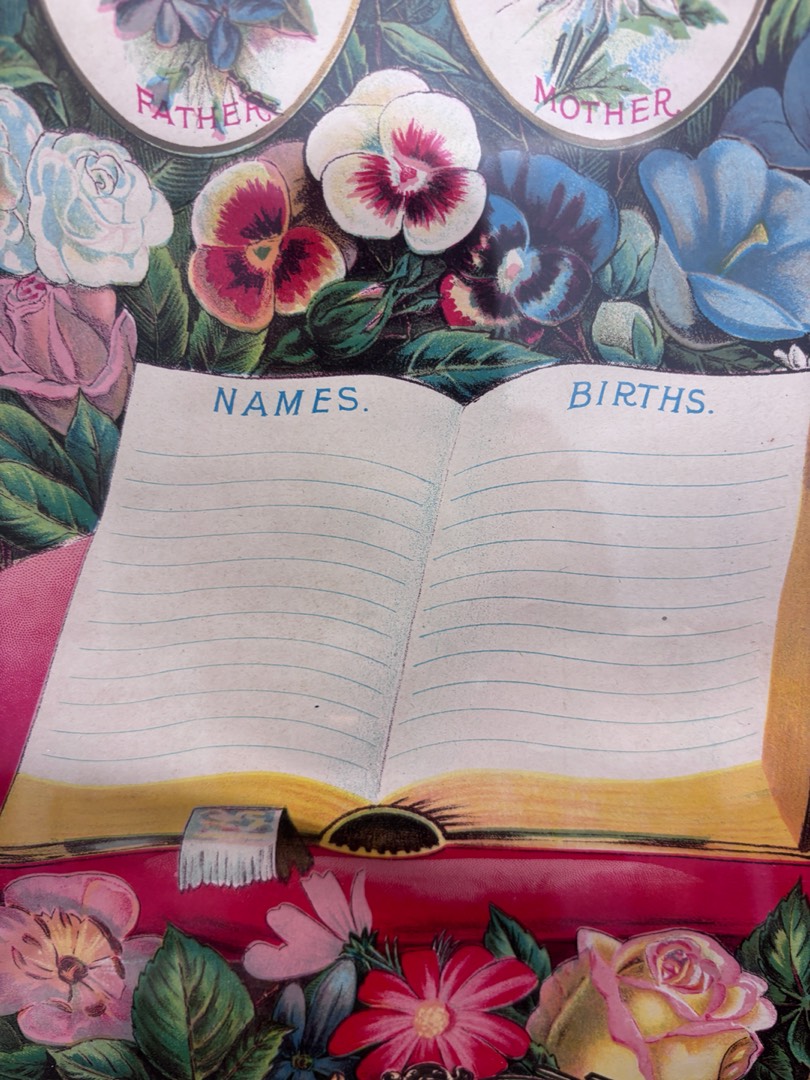 FATHER.
MOTHER.
NAMES.
BIRTHS.